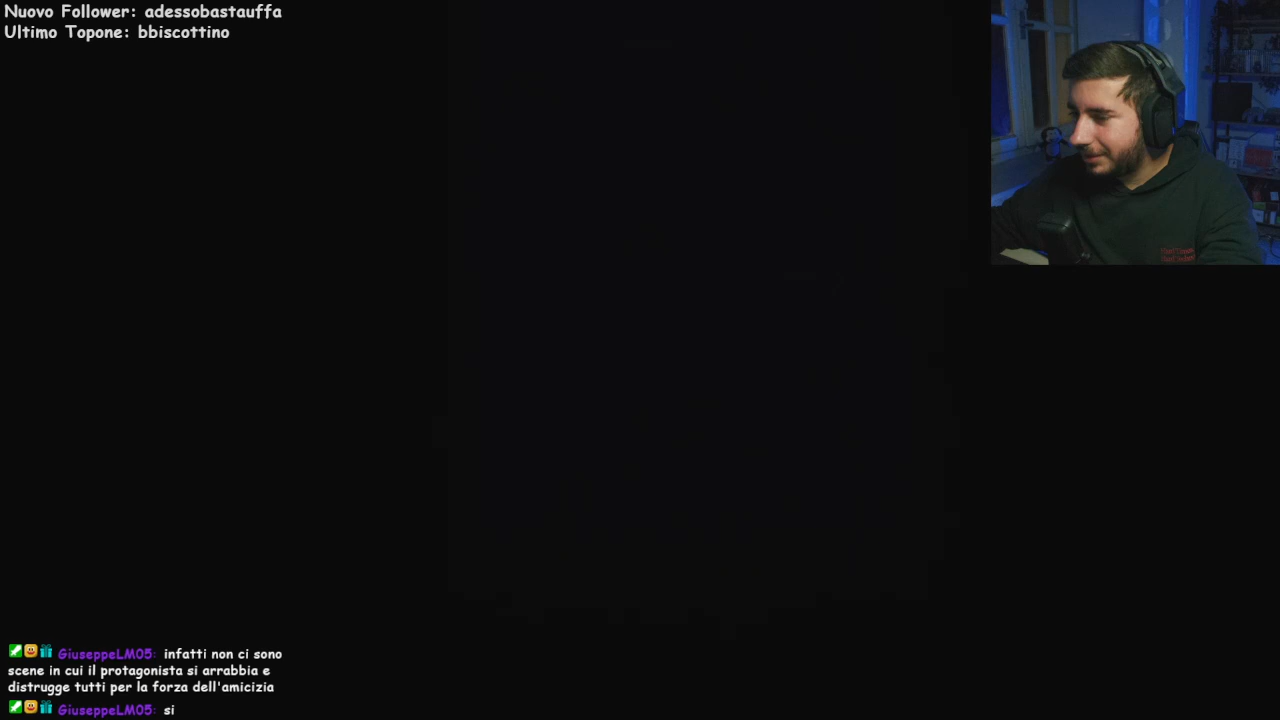 Nuovo Follower: adessobastauffa
Ultimo Topone: bbiscottino
GiuseppeLM05: infatti non ci sono
scene in cui il protagonista si arrabbia e
distrugge tutti per la forza dell'amicizia
GiuseppeLM05: si